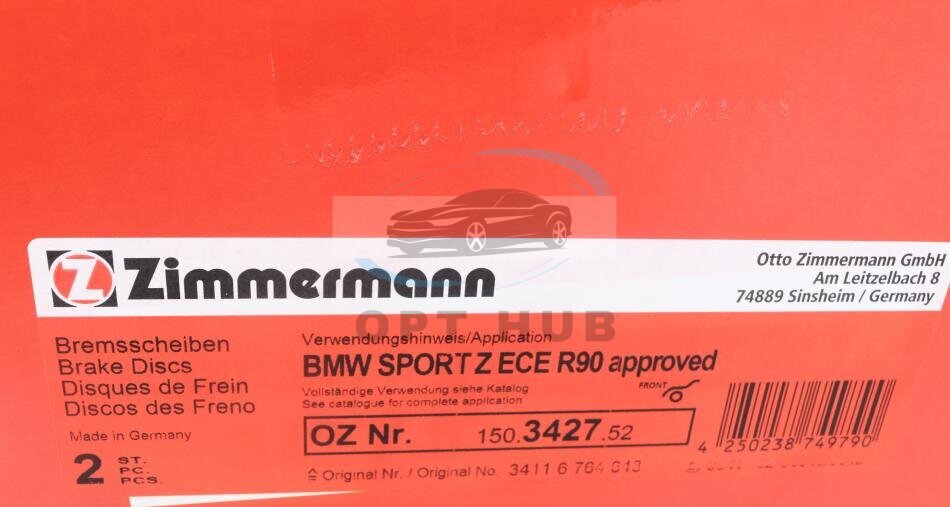 Z Zimmermann
Otto Zimmermann GmbH
Am Leitzelbach 8
74889 Sinsheim / Germany
OPT HUB
Bremsscheiben
Brake Discs
Disques de Frein
Discos des Freno
Made in Germany
2 ST.
PC.
PCS.
Verwendungshinweis/Application
BMW SPORT Z ECE R90 approved
Vollständige Verwendung siehe Katalog
See catalogue for complete application
FRONT
OZ Nr. 150.3427.52
Original Nr. / Original No. 3411 6 764 643
4 250238 749790